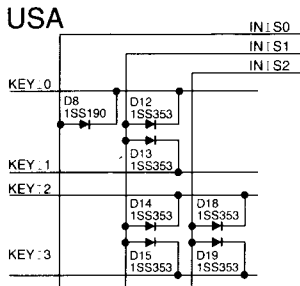 USA
INIS0
INIS1
INIS2
KEY:0
D8
1SS190
D12
1SS353
D13
1SS353
KEY:1
KEY:2
D14
1SS353
D18
1SS353
D15
1SS353
D19
1SS353
KEY:3